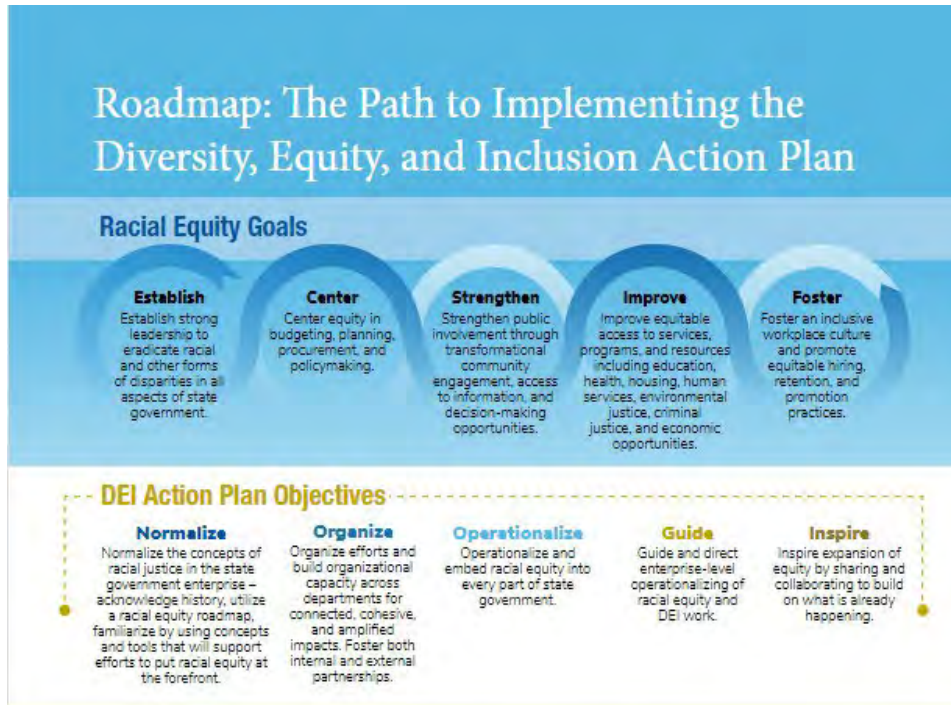 Roadmap: The Path to Implementing the
Diversity, Equity, and Inclusion Action Plan
Racial Equity Goals
Establish
Establish strong
leadership to
eradicate racial
and other forms
of disparities in all
aspects of state
government.
Center
Center equity in
budgeting, planning,
procurement, and
policymaking.
Strengthen
Strengthen public
involvement through
transformational
community
engagement, access
to information, and
decision-making
opportunities.
Improve
Improve equitable
access to services,
programs, and resources
including education,
health, housing, human
services, environmental
justice, criminal
justice, and economic
opportunities.
Foster
Foster an inclusive
workplace culture
and promote
equitable hiring,
retention, and
promotion
practices.
DEI Action Plan Objectives
Normalize
Normalize the concepts of
racial justice in the state
government enterprise –
acknowledge history, utilize
a racial equity roadmap,
familiarize by using concepts
and tools that will support
efforts to put racial equity at
the forefront.
Organize
Organize efforts and
build organizational
capacity across
departments for
connected, cohesive,
and amplified
impacts. Foster both
internal and external
partnerships.
Operationalize
Operationalize and
embed racial equity into
every part of state
government.
Guide
Guide and direct
enterprise-level
operationalizing of
racial equity and
DEI work.
Inspire
Inspire expansion of
equity by sharing and
collaborating to build
on what is already
happening.